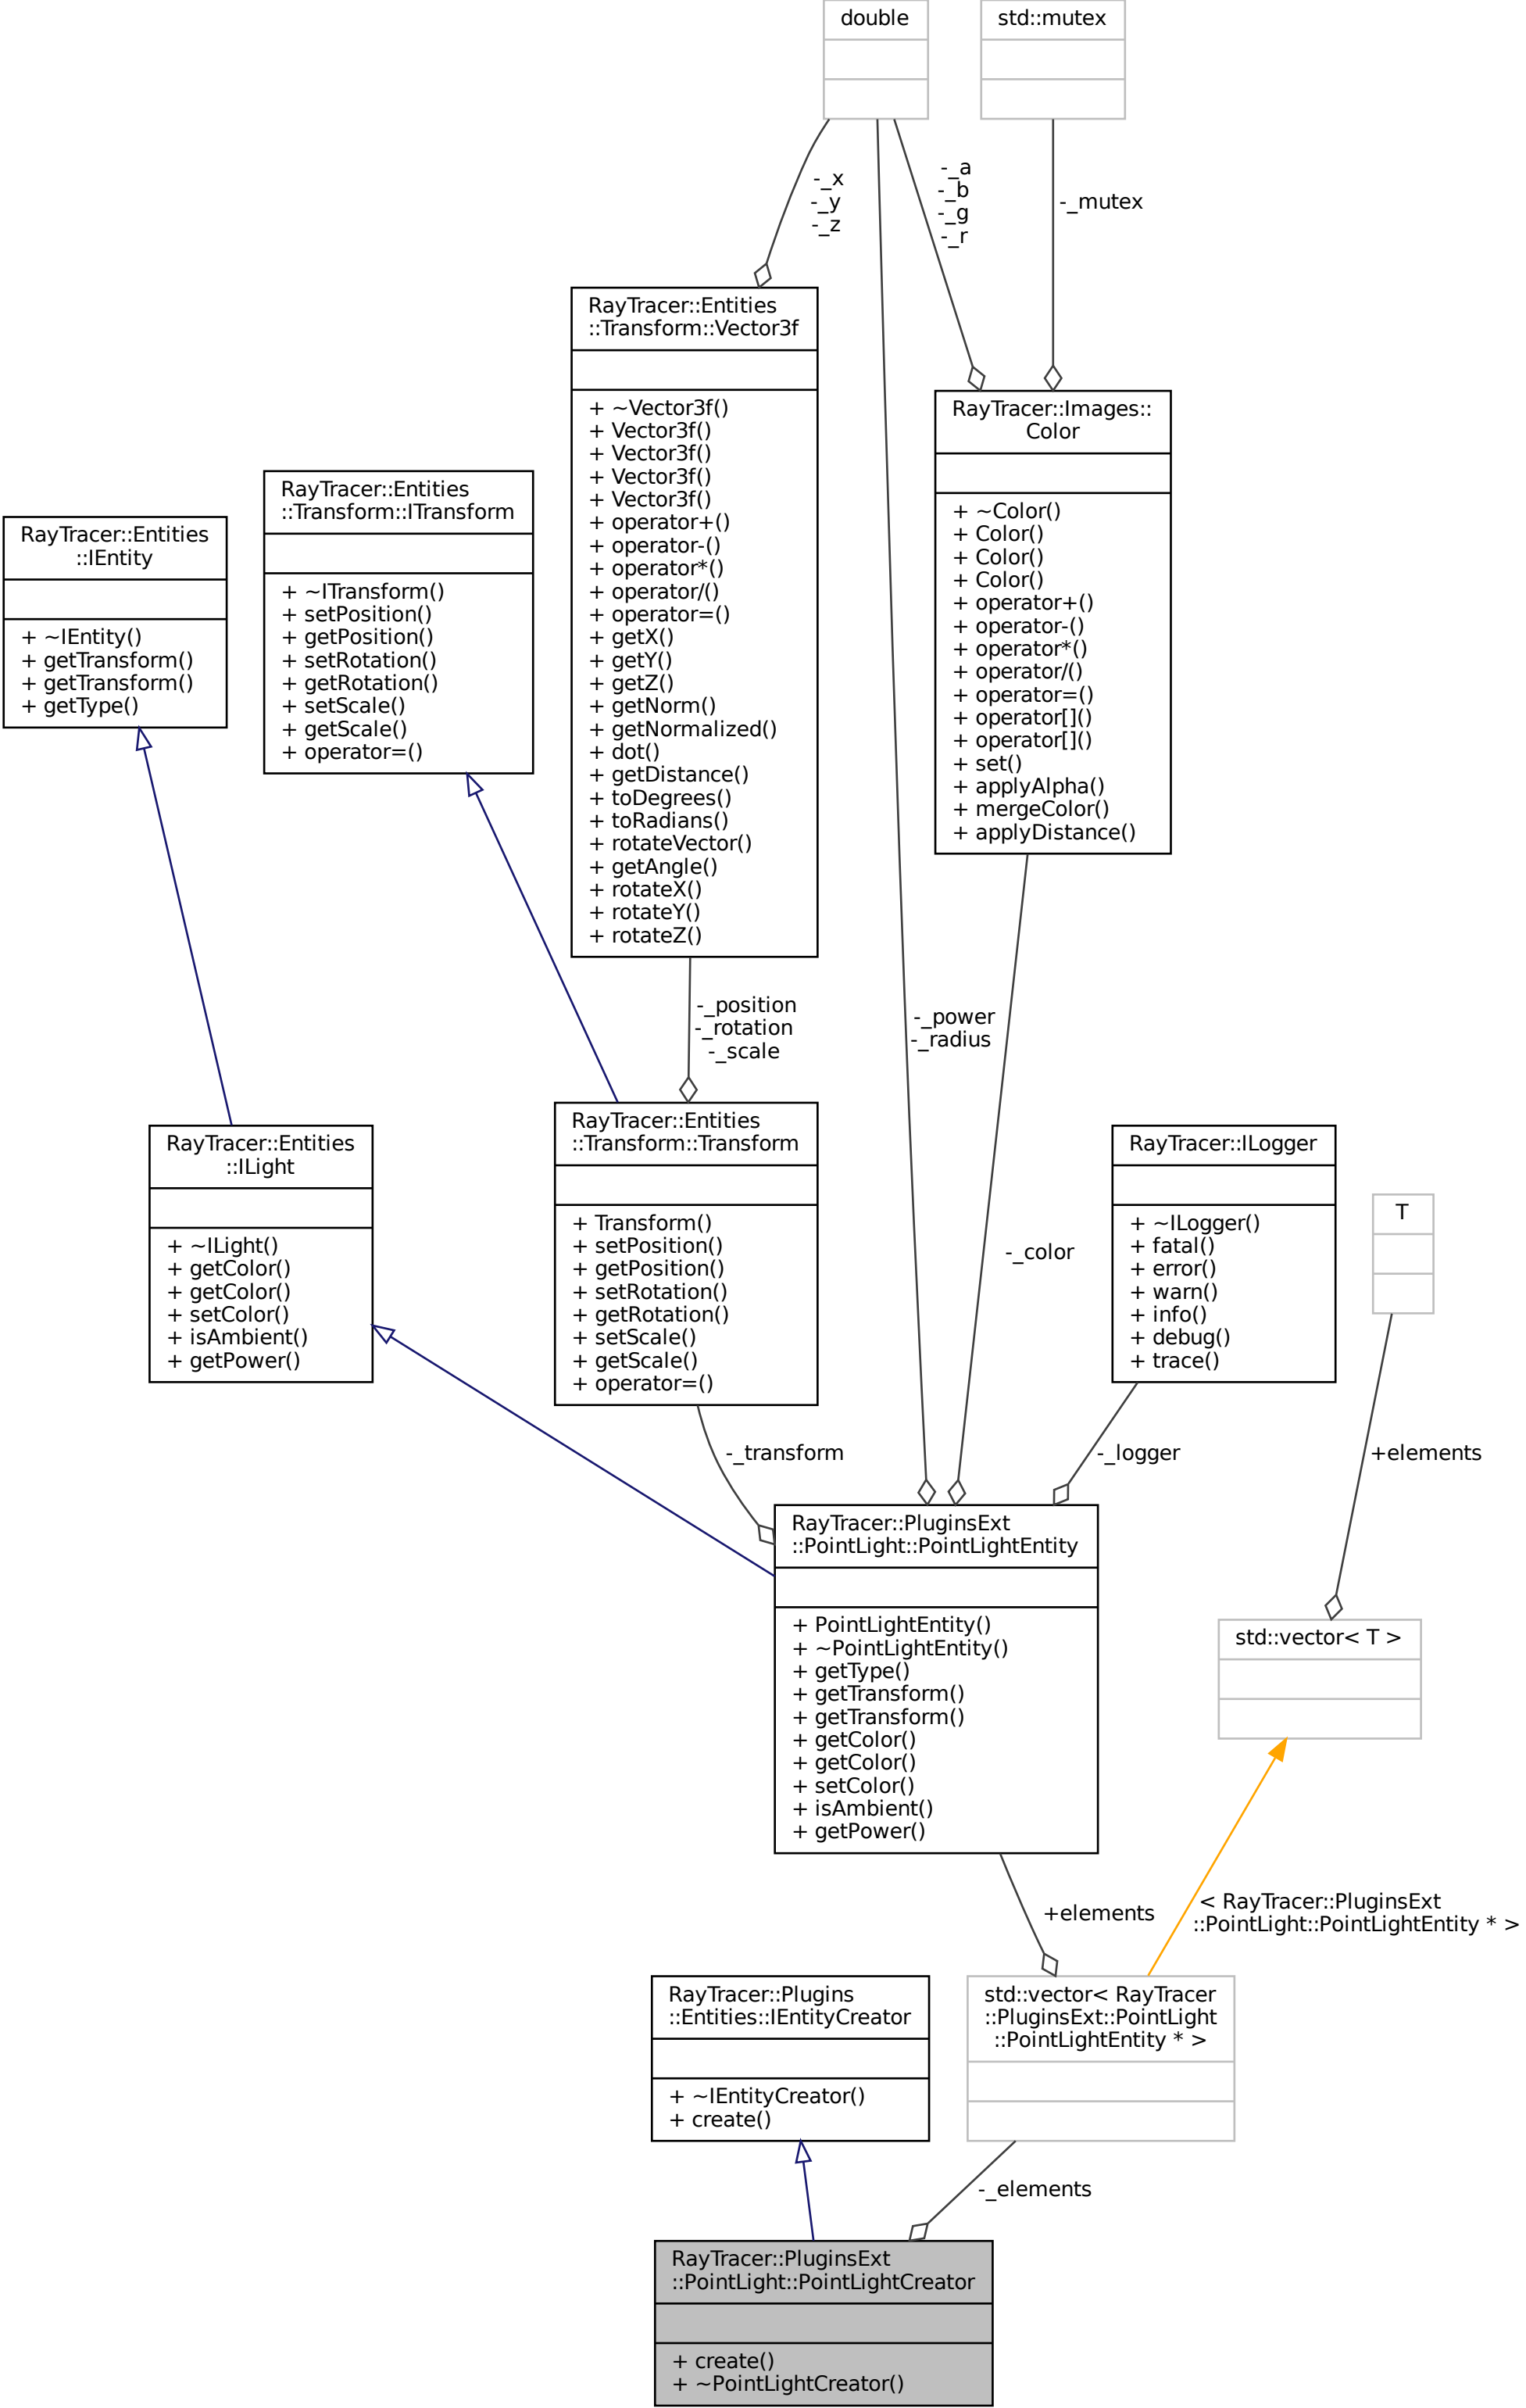 double
std::mutex
-_x
-_y
-_z
-_a
-_b
-_g
-_r
-_mutex
RayTracer::Entities
::Transform::Vector3f
+ ~Vector3f()
+ Vector3f()
+ Vector3f()
+ Vector3f()
+ Vector3f()
+ operator+()
+ operator-()
+ operator*()
+ operator/()
+ operator=()
+ getX()
+ getY()
+ getZ()
+ getNorm()
+ getNormalized()
+ dot()
+ getDistance()
+ toDegrees()
+ toRadians()
+ rotateVector()
+ getAngle()
+ rotateX()
+ rotateY()
+ rotateZ()
RayTracer::Images::
Color
+ ~Color()
+ Color()
+ Color()
+ Color()
+ operator+()
+ operator-()
+ operator*()
+ operator/()
+ operator=()
+ operator[]()
+ operator[]()
+ set()
+ applyAlpha()
+ mergeColor()
+ applyDistance()
RayTracer::Entities
::Transform::ITransform
+ ~ITransform()
+ setPosition()
+ getPosition()
+ setRotation()
+ getRotation()
+ setScale()
+ getScale()
+ operator=()
RayTracer::Entities
::IEntity
+ ~IEntity()
+ getTransform()
+ getTransform()
+ getType()
-_position
-_rotation
-_scale
-_power
-_radius
RayTracer::Entities
::Transform::Transform
+ Transform()
+ setPosition()
+ getPosition()
+ setRotation()
+ getRotation()
+ setScale()
+ getScale()
+ operator=()
RayTracer::Entities
::ILight
+ ~ILight()
+ getColor()
+ getColor()
+ setColor()
+ isAmbient()
+ getPower()
-_color
RayTracer::ILogger
+ ~ILogger()
+ fatal()
+ error()
+ warn()
+ info()
+ debug()
+ trace()
T
-_transform
-_logger
+elements
RayTracer::PluginsExt
::PointLight::PointLightEntity
+ PointLightEntity()
+ ~PointLightEntity()
+ getType()
+ getTransform()
+ getTransform()
+ getColor()
+ getColor()
+ setColor()
+ isAmbient()
+ getPower()
std::vector< T >
+elements
< RayTracer::PluginsExt
::PointLight::PointLightEntity * >
RayTracer::Plugins
::Entities::IEntityCreator
+ ~IEntityCreator()
+ create()
std::vector< RayTracer
::PluginsExt::PointLight
::PointLightEntity * >
-_elements
RayTracer::PluginsExt
::PointLight::PointLightCreator
+ create()
+ ~PointLightCreator()